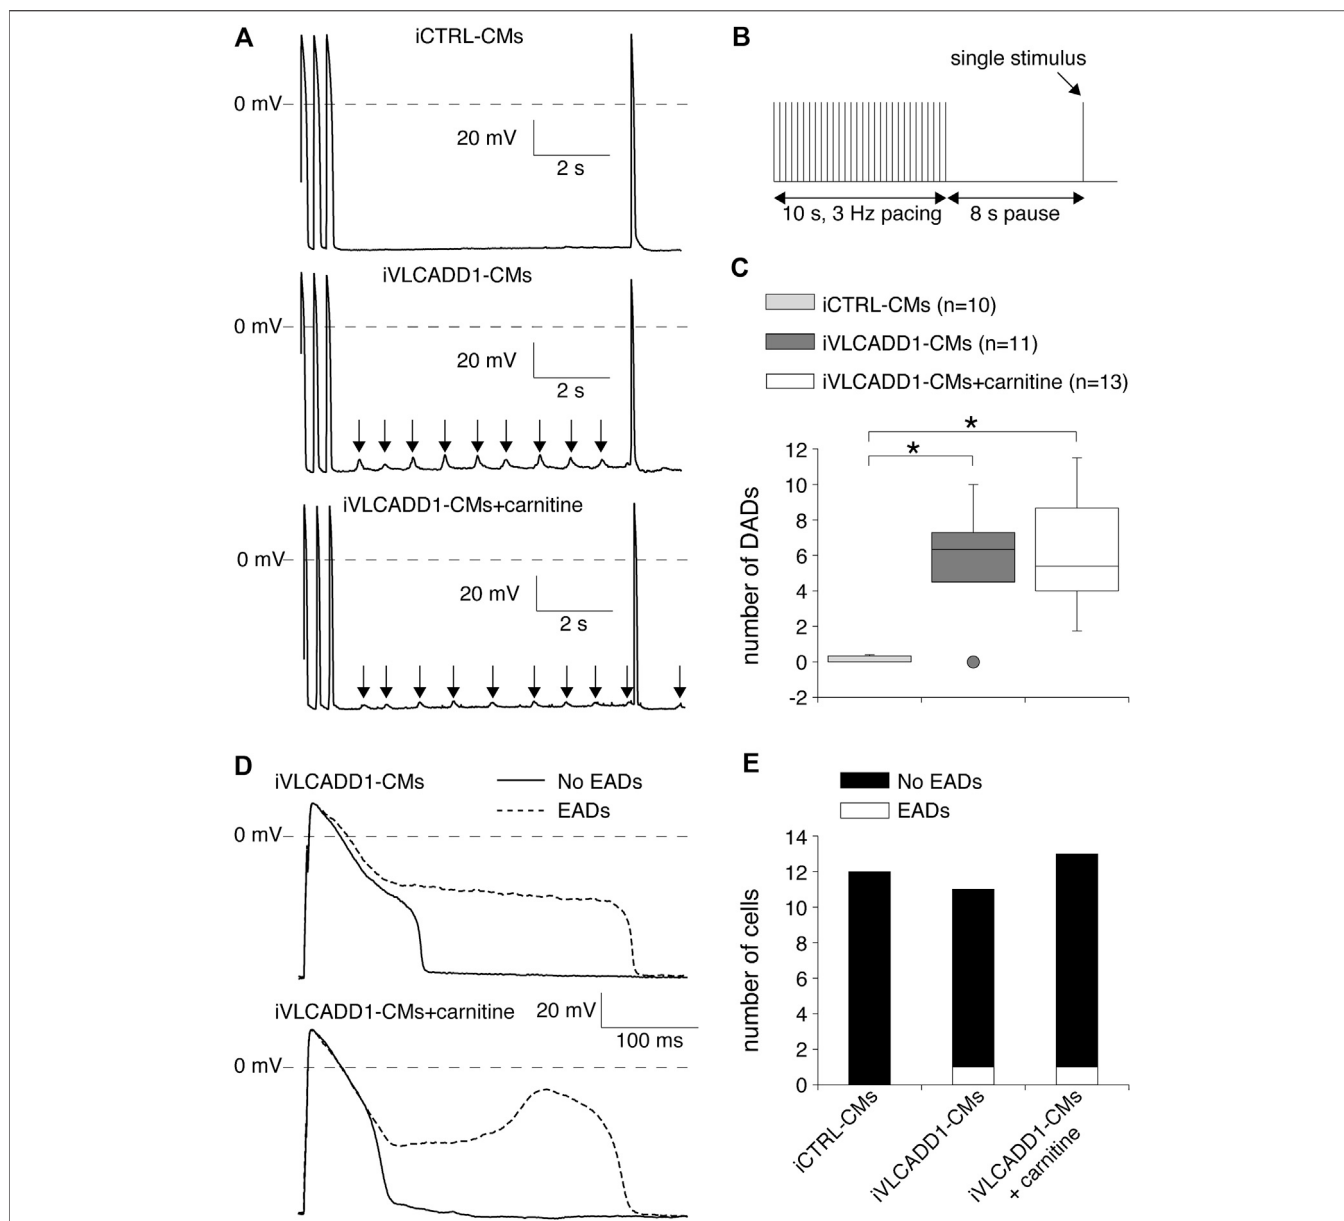 A
iCTRL-CMs
0 mV
20 mV
2 s
iVLCADD1-CMs
0 mV
20 mV
2 s
iVLCADD1-CMs+carnitine
0 mV
20 mV
2 s
B
single stimulus
10 s, 3 Hz pacing
8 s pause
C
iCTRL-CMs (n=10)
iVLCADD1-CMs (n=11)
iVLCADD1-CMs+carnitine (n=13)
*
*
number of DADs
12
10
8
6
4
2
0
-2
D
iVLCADD1-CMs
No EADs
EADs
0 mV
iVLCADD1-CMs+carnitine
20 mV
100 ms
0 mV
E
No EADs
EADs
number of cells
14
12
10
8
6
4
2
0
iCTRL-CMs
iVLCADD1-CMs
iVLCADD1-CMs
+ carnitine